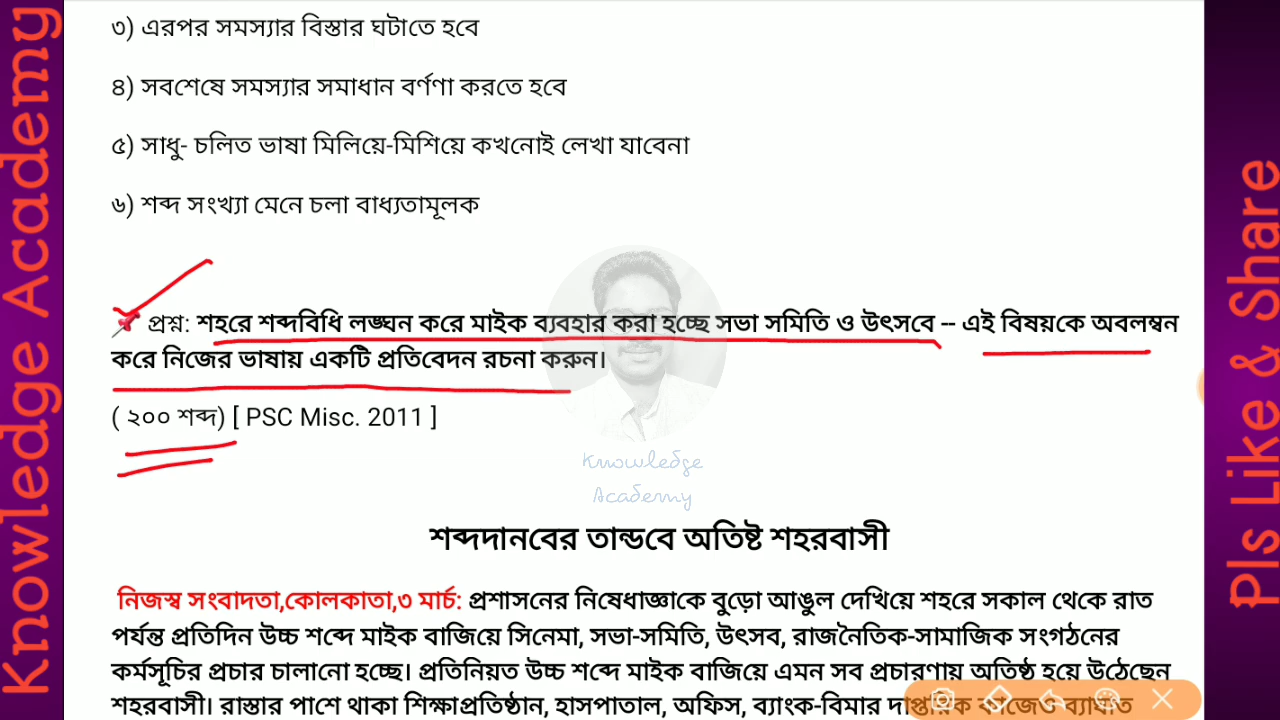 Knowledge Academy
৩) এরপর সমস্যার বিস্তার ঘটাতে হবে
৪) সবশেষে সমস্যার সমাধান বর্ণণা করতে হবে
৫) সাধু- চলিত ভাষা মিলিয়ে-মিশিয়ে কখনোই লেখা যাবেনা
৬) শব্দ সংখ্যা মেনে চলা বাধ্যতামূলক
প্রশ্ন: শহরে শব্দবিধি লঙ্ঘন করে মাইক ব্যবহার করা হচ্ছে সভা সমিতি ও উৎসবে -- এই বিষয়কে অবলম্বন
করে নিজের ভাষায় একটি প্রতিবেদন রচনা করুন।
( ২০০ শব্দ) [ PSC Misc. 2011 ]
Knowledge
Academy
শব্দদানবের তান্ডবে অতিষ্ট শহরবাসী
নিজস্ব সংবাদতা,কোলকাতা,৩ মার্চ: প্রশাসনের নিষেধাজ্ঞাকে বুড়ো আঙুল দেখিয়ে শহরে সকাল থেকে রাত
পর্যন্ত প্রতিদিন উচ্চ শব্দে মাইক বাজিয়ে সিনেমা, সভা-সমিতি, উৎসব, রাজনৈতিক-সামাজিক সংগঠনের
কর্মসূচির প্রচার চালানো হচ্ছে। প্রতিনিয়ত উচ্চ শব্দে মাইক বাজিয়ে এমন সব প্রচারণায় অতিষ্ঠ হয়ে উঠেছেন
শহরবাসী। রাস্তার পাশে থাকা শিক্ষাপ্রতিষ্ঠান, হাসপাতাল, অফিস, ব্যাংক-বিমার দাপ্তরিক কাজেও ব্যাঘাত
Pls Like & Share